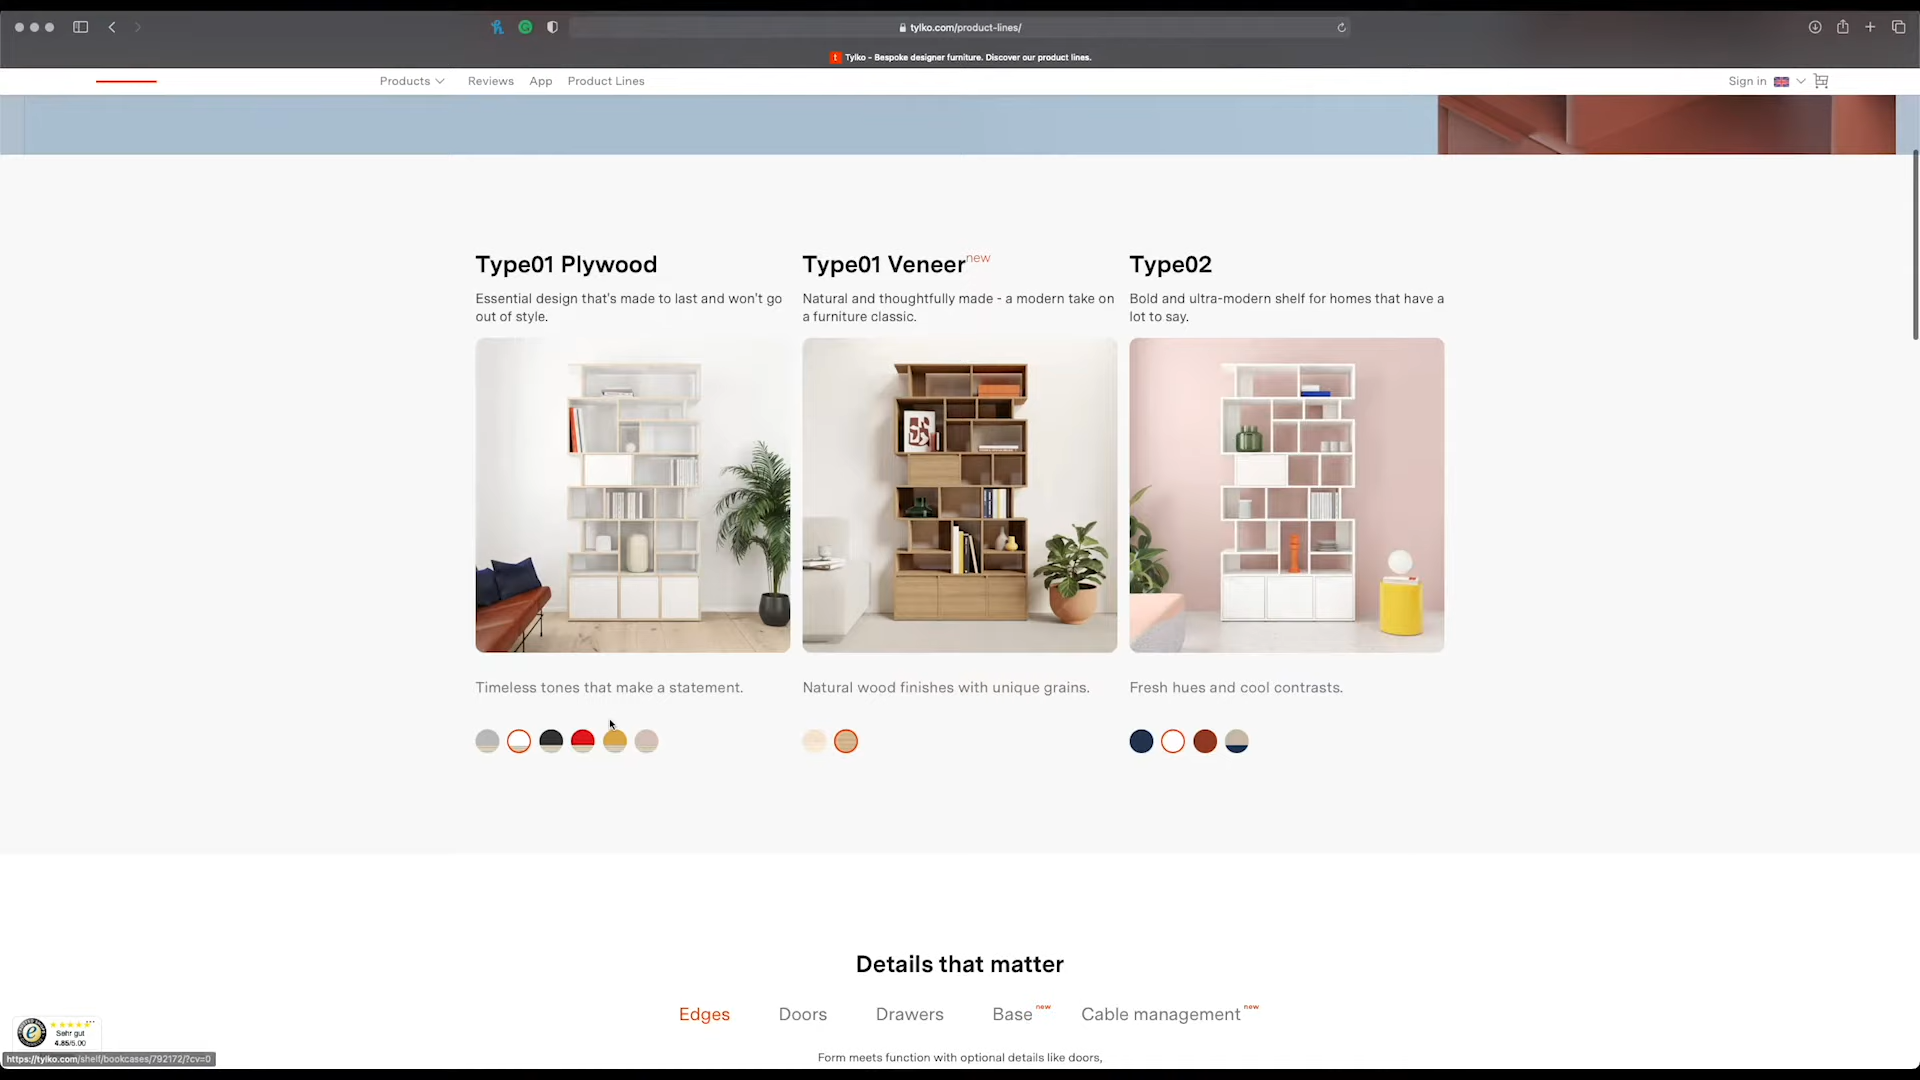 tylko.com/product-lines/
Tylko - Bespoke designer furniture. Discover our product lines.
Products
Reviews
App
Product Lines
Sign in
Type01 Plywood
Essential design that's made to last and won't go
out of style.
Type01 Veneer new
Natural and thoughtfully made - a modern take on
a furniture classic.
Type02
Bold and ultra-modern shelf for homes that have a
lot to say.
Timeless tones that make a statement.
Natural wood finishes with unique grains.
Fresh hues and cool contrasts.
Details that matter
Edges
Doors
Drawers
Base new
Cable management new
Form meets function with optional details like doors,
Sehr gut
4.85/5.00
https://tylko.com/shelf/bookcases/792172/?cv=0